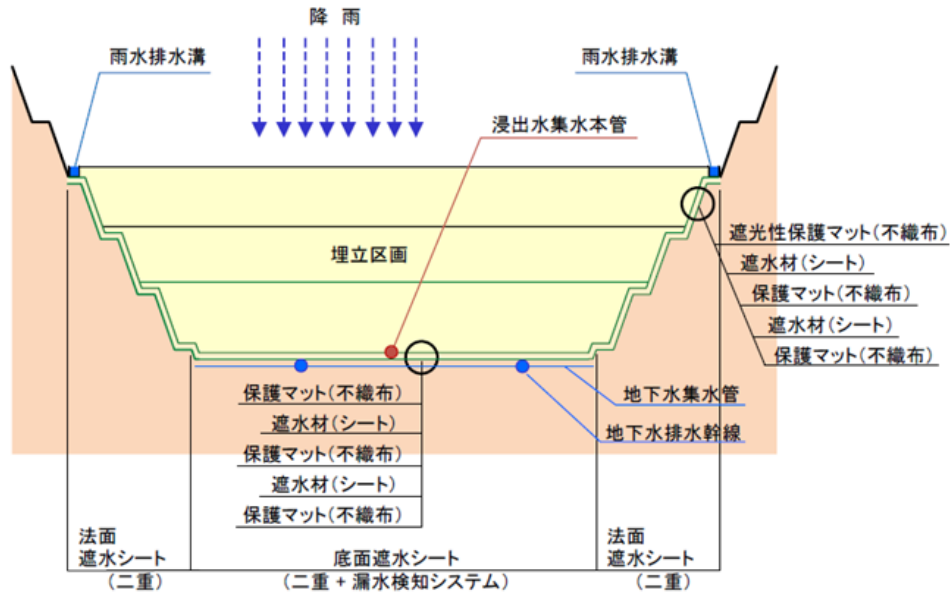 降 雨
雨水排水溝
雨水排水溝
浸出水集水本管
遮光性保護マット(不織布)
埋立区画
遮水材(シート)
保護マット(不織布)
遮水材(シート)
保護マット(不織布)
保護マット(不織布)
地下水集水管
遮水材(シート)
地下水排水幹線
保護マット(不織布)
遮水材(シート)
保護マット(不織布)
法面
遮水シート
(二重)
底面遮水シート
(二重 + 漏水検知システム)
法面
遮水シート
(二重)